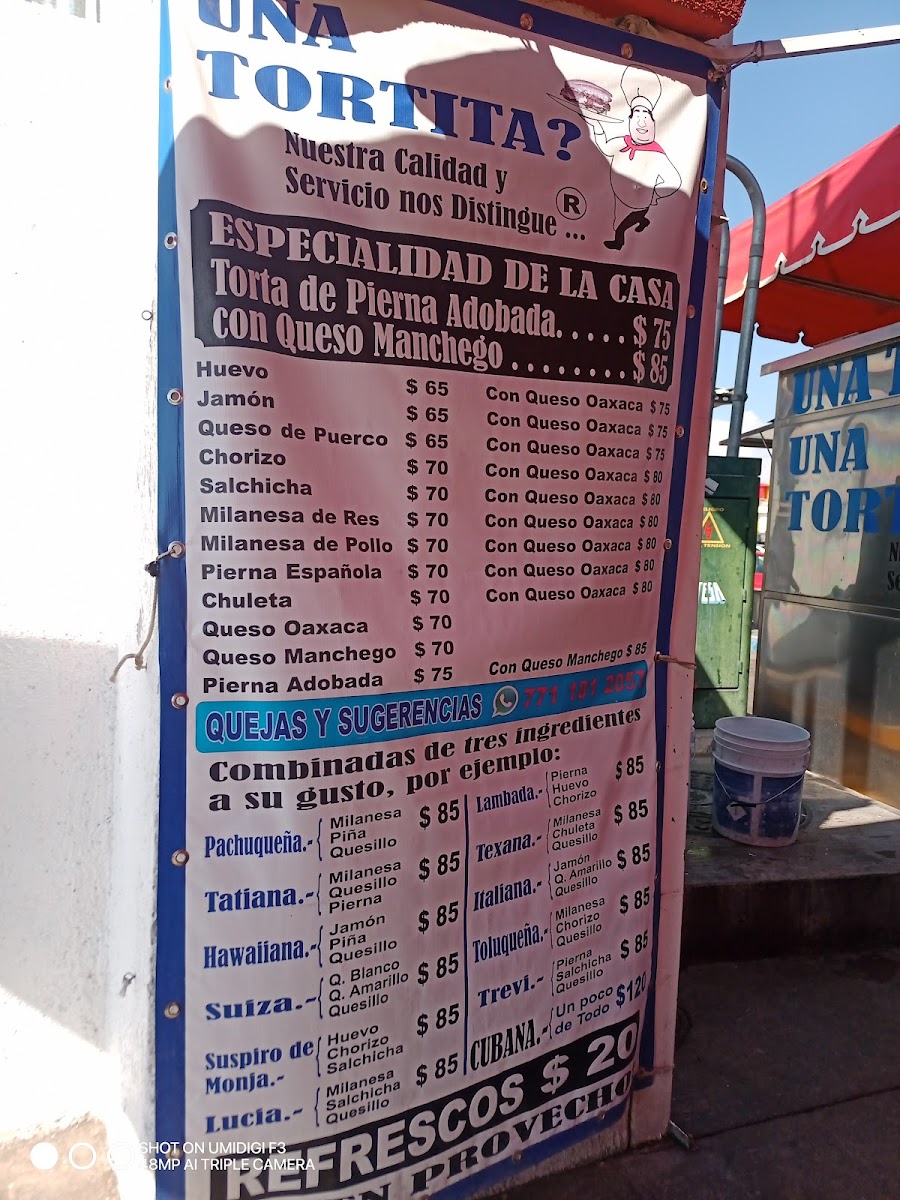 UNA
TORTITA?
Nuestra Calidad y
Servicio nos Distingue ...
®
ESPECIALIDAD DE LA CASA
Torta de Pierna Adobada. . . . . $ 75
con Queso Manchego . . . . . . . . $ 85
Huevo $ 65 Con Queso Oaxaca $ 75
Jamón $ 65 Con Queso Oaxaca $ 75
Queso de Puerco $ 65 Con Queso Oaxaca $ 75
Chorizo $ 70 Con Queso Oaxaca $ 80
Salchicha $ 70 Con Queso Oaxaca $ 80
Milanesa de Res $ 70 Con Queso Oaxaca $ 80
Milanesa de Pollo $ 70 Con Queso Oaxaca $ 80
Pierna Española $ 70 Con Queso Oaxaca $ 80
Chuleta $ 70 Con Queso Oaxaca $ 80
Queso Oaxaca $ 70
Queso Manchego $ 70
Pierna Adobada $ 75 Con Queso Manchego $ 85
QUEJAS Y SUGERENCIAS 771 181 2057
Combinadas de tres ingredientes
a su gusto, por ejemplo:
Pachuqueña.- Milanesa
Piña
Quesillo
$ 85
Tatiana.- Milanesa
Quesillo
Pierna
$ 85
Hawaiiana.- Jamón
Piña
Quesillo
$ 85
Suiza.- Q. Blanco
Q. Amarillo
Quesillo
$ 85
Suspiro de
Monja.-
Huevo
Chorizo
Salchicha
$ 85
Lucia.- Milanesa
Salchicha
Quesillo
$ 85
Lambada.- Pierna
Huevo
Chorizo
$ 85
Texana.- Milanesa
Chuleta
Quesillo
$ 85
Italiana.- Jamón
Q. Amarillo
Quesillo
$ 85
Toluqueña.- Milanesa
Chorizo
Quesillo
$ 85
Trevi.- Pierna
Salchicha
Quesillo
$ 85
CUBANA.- Un poco
de Todo
$120
REFRESCOS $ 20
PROVECHO
UNA
UNA
SHOT ON UMIDIGI F3
48MP AI TRIPLE CAMERA